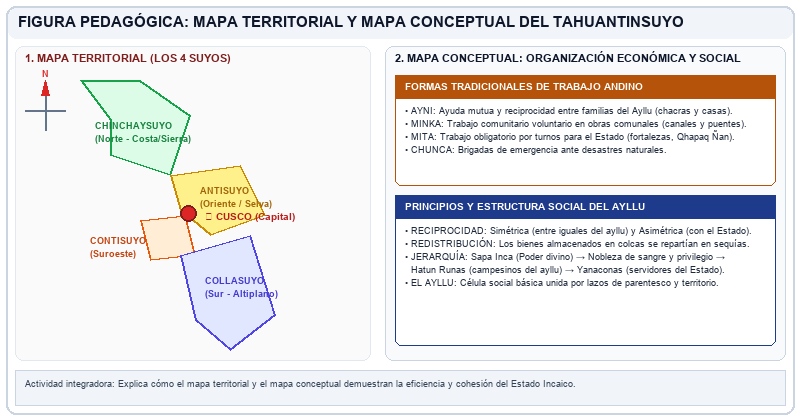 FIGURA PEDAGÓGICA: MAPA TERRITORIAL Y MAPA CONCEPTUAL DEL TAHUANTINSUYO
1. MAPA TERRITORIAL (LOS 4 SUYOS)
N
CHINCHAYSUYO
(Norte - Costa/Sierra)
ANTISUYO
(Oriente / Selva)
CUSCO (Capital)
CONTISUYO
(Suroeste)
COLLASUYO
(Sur - Altiplano)
2. MAPA CONCEPTUAL: ORGANIZACIÓN ECONÓMICA Y SOCIAL
FORMAS TRADICIONALES DE TRABAJO ANDINO
• AYNI: Ayuda mutua y reciprocidad entre familias del Ayllu (chacras y casas).
• MINKA: Trabajo comunitario voluntario en obras comunales (canales y puentes).
• MITA: Trabajo obligatorio por turnos para el Estado (fortalezas, Qhapaq Ñan).
• CHUNCA: Brigadas de emergencia ante desastres naturales.
PRINCIPIOS Y ESTRUCTURA SOCIAL DEL AYLLU
• RECIPROCIDAD: Simétrica (entre iguales del ayllu) y Asimétrica (con el Estado).
• REDISTRIBUCIÓN: Los bienes almacenados en colcas se repartían en sequías.
• JERARQUÍA: Sapa Inca (Poder divino) → Nobleza de sangre y privilegio →
Hatun Runas (campesinos del ayllu) → Yanaconas (servidores del Estado).
• EL AYLLU: Célula social básica unida por lazos de parentesco y territorio.
Actividad integradora: Explica cómo el mapa territorial y el mapa conceptual demuestran la eficiencia y cohesión del Estado Incaico.